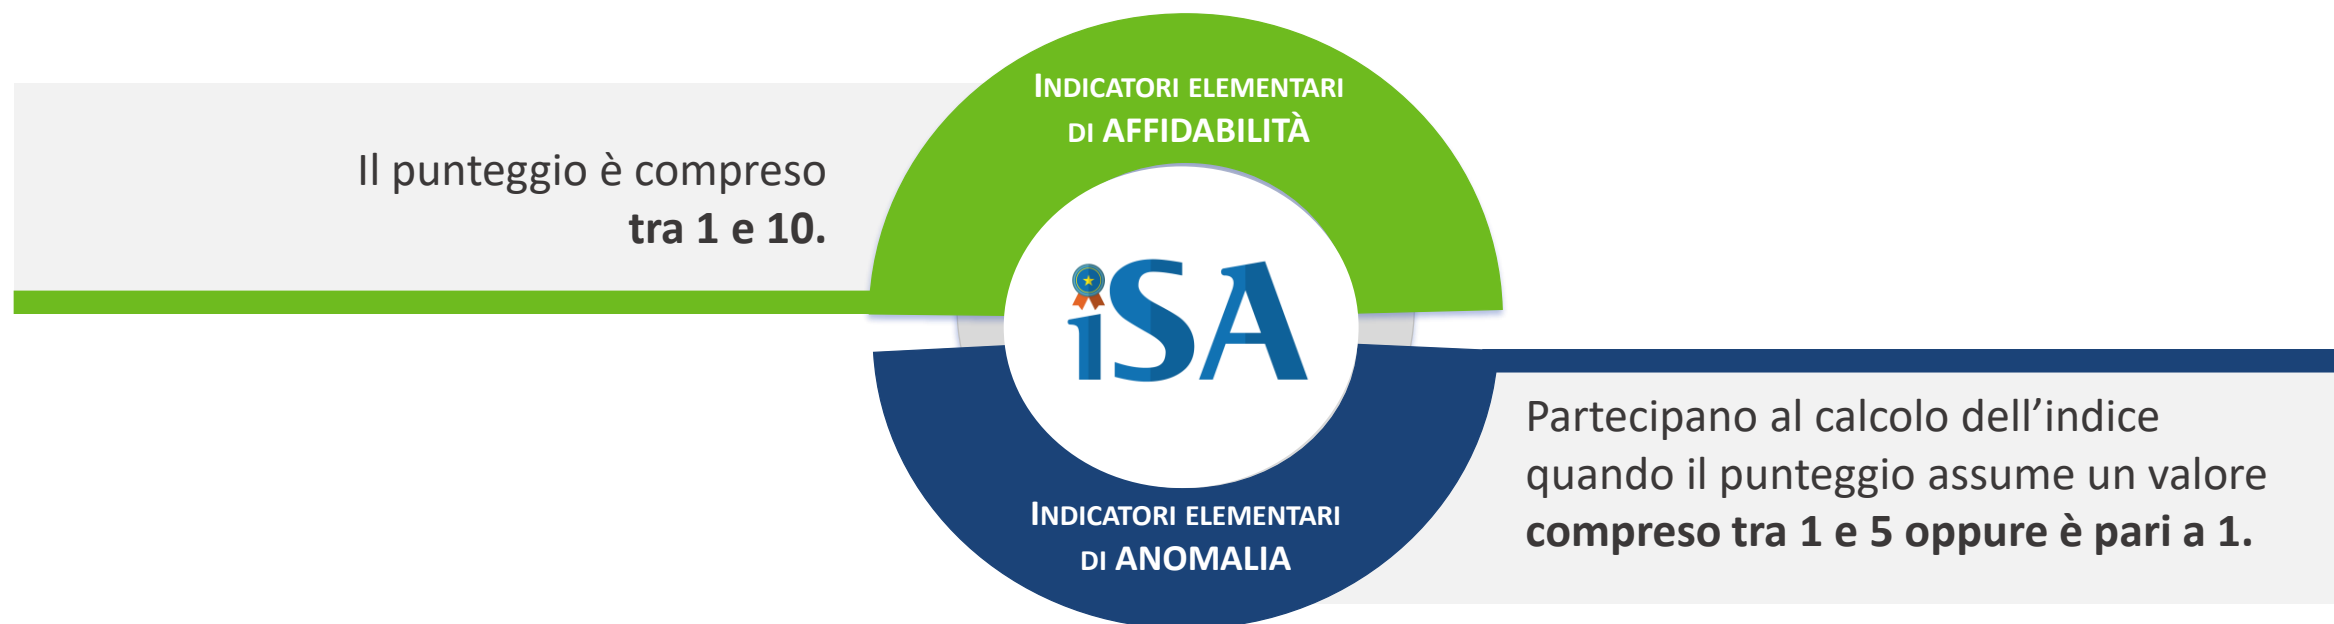 INDICATORI ELEMENTARI
DI AFFIDABILITÀ
Il punteggio è compreso
tra 1 e 10.
iSA
Partecipano al calcolo dell’indice
quando il punteggio assume un valore
compreso tra 1 e 5 oppure è pari a 1.
INDICATORI ELEMENTARI
DI ANOMALIA